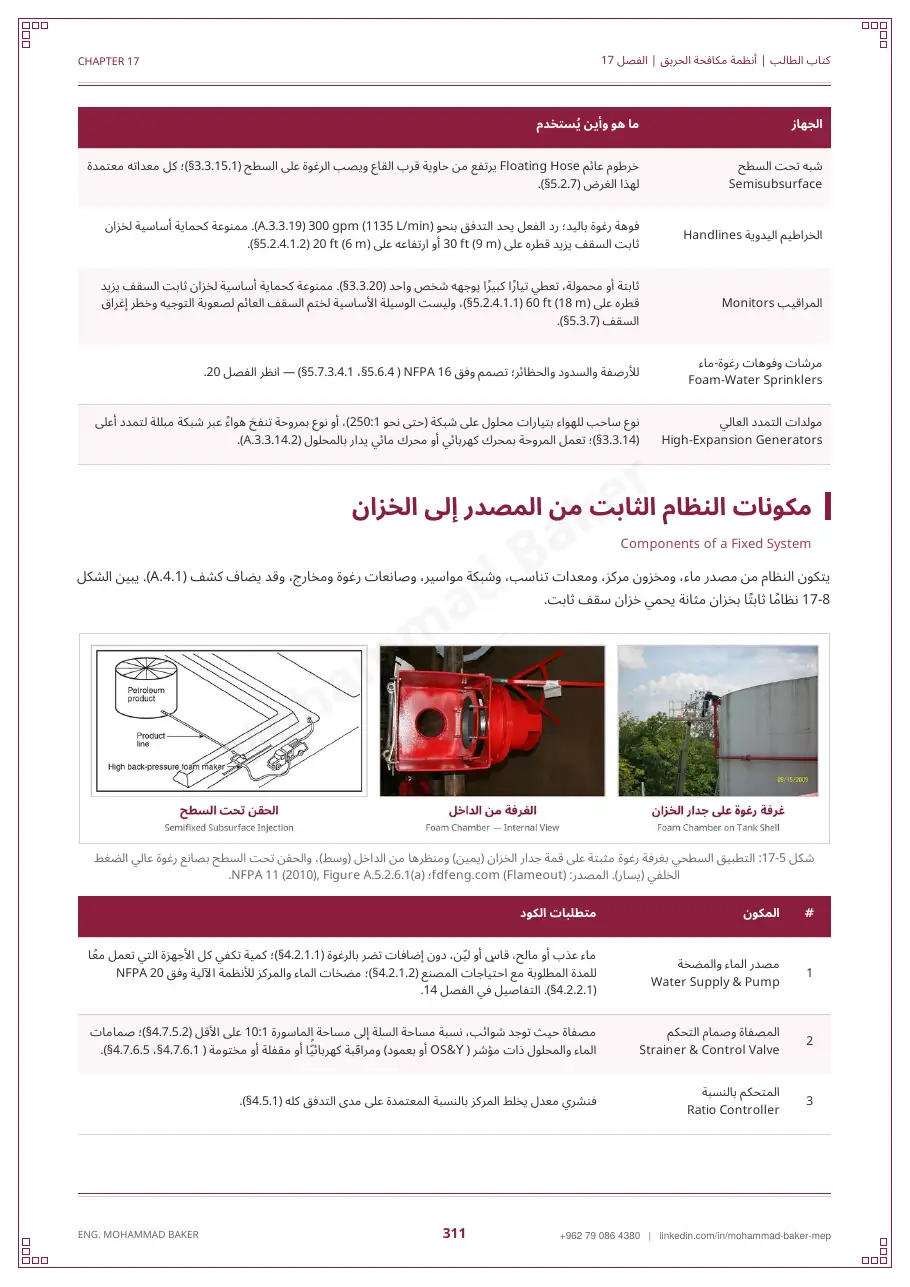 كتاب الطالب | أنظمة مكافحة الحريق | الفصل 17
CHAPTER 17
الجهاز
ما هو وأين يُستخدم
شبه تحت السطح
Semisubsurface
خرطوم عائم Floating Hose يرتفع من حاوية قرب القاع ويصب الرغوة على السطح (§3.3.15.1)؛ كل معداته معتمدة
لهذا الغرض (§5.2.7).
الخراطيم اليدوية Handlines
فوهة رغوة باليد؛ رد الفعل يحد التدفق بنحو 300 gpm (1135 L/min) (A.3.3.19). ممنوعة كحماية أساسية لخزان
ثابت السقف يزيد قطره على 30 ft (9 m) أو ارتفاعه على 20 ft (6 m) (§5.2.4.1.2).
المراقيب Monitors
ثابتة أو محمولة، تعطي تيارًا كبيرًا يوجهه شخص واحد (§3.3.20). ممنوعة كحماية أساسية لخزان ثابت السقف يزيد
قطره على 60 ft (18 m) (§5.2.4.1.1)، وليست الوسيلة الأساسية لختم السقف العائم لصعوبة التوجيه وخطر إغراق
السقف (§5.3.7).
مرشات وفوهات رغوة-ماء
Foam-Water Sprinklers
للأرصفة والسدود والحظائر؛ تصمم وفق NFPA 16 ( §5.6.4، §5.7.3.4.1) — انظر الفصل 20.
مولدات التمدد العالي
High-Expansion Generators
نوع ساحب للهواء بتيارات محلول على شبكة (حتى نحو 250:1)، أو نوع بمروحة تنفخ هواءً عبر شبكة مبللة لتمدد أعلى
(§3.3.14)؛ تعمل المروحة بمحرك كهربائي أو محرك مائي يدار بالمحلول (A.3.3.14.2).
مكونات النظام الثابت من المصدر إلى الخزان
Components of a Fixed System
يتكون النظام من مصدر ماء، ومخزون مركز، ومعدات تناسب، وشبكة مواسير، وصانعات رغوة ومخارج، وقد يضاف كشف (A.4.1). يبين الشكل
17-8 نظامًا ثابتًا بخزان مثانة يحمي خزان سقف ثابت.
09/15/2009
غرفة رغوة على جدار الخزان
Foam Chamber on Tank Shell
الغرفة من الداخل
Foam Chamber — Internal View
Petroleum
product
Product
line
High back-pressure foam maker
الحقن تحت السطح
Semifixed Subsurface Injection
شكل 5-17: التطبيق السطحي بغرفة رغوة مثبتة على قمة جدار الخزان (يمين) ومنظرها من الداخل (وسط)، والحقن تحت السطح بصانع رغوة عالي الضغط
الخلفي (يسار). المصدر: fdfeng.com (Flameout)؛ NFPA 11 (2010), Figure A.5.2.6.1(a).
#
المكون
متطلبات الكود
1
مصدر الماء والمضخة
Water Supply & Pump
ماء عذب أو مالح، قاس أو ليّن، دون إضافات تضر بالرغوة (§4.2.1.1)؛ كمية تكفي كل الأجهزة التي تعمل معًا
للمدة المطلوبة مع احتياجات المصنع (§4.2.1.2)؛ مضخات الماء والمركز للأنظمة الآلية وفق NFPA 20
(§4.2.2.1). التفاصيل في الفصل 14.
2
المصفاة وصمام التحكم
Strainer & Control Valve
مصفاة حيث توجد شوائب، نسبة مساحة السلة إلى مساحة الماسورة 10:1 على الأقل (§4.7.5.2)؛ صمامات
الماء والمحلول ذات مؤشر ( OS&Y أو بعمود) ومراقبة كهربائيًّا أو مقفلة أو مختومة ( §4.7.6.1، §4.7.6.5).
3
المتحكم بالنسبة
Ratio Controller
فنشري معدل يخلط المركز بالنسبة المعتمدة على مدى التدفق كله (§4.5.1).
ENG. MOHAMMAD BAKER
311
+962 79 086 4380 | linkedin.com/in/mohammad-baker-mep
Mohammad Baker